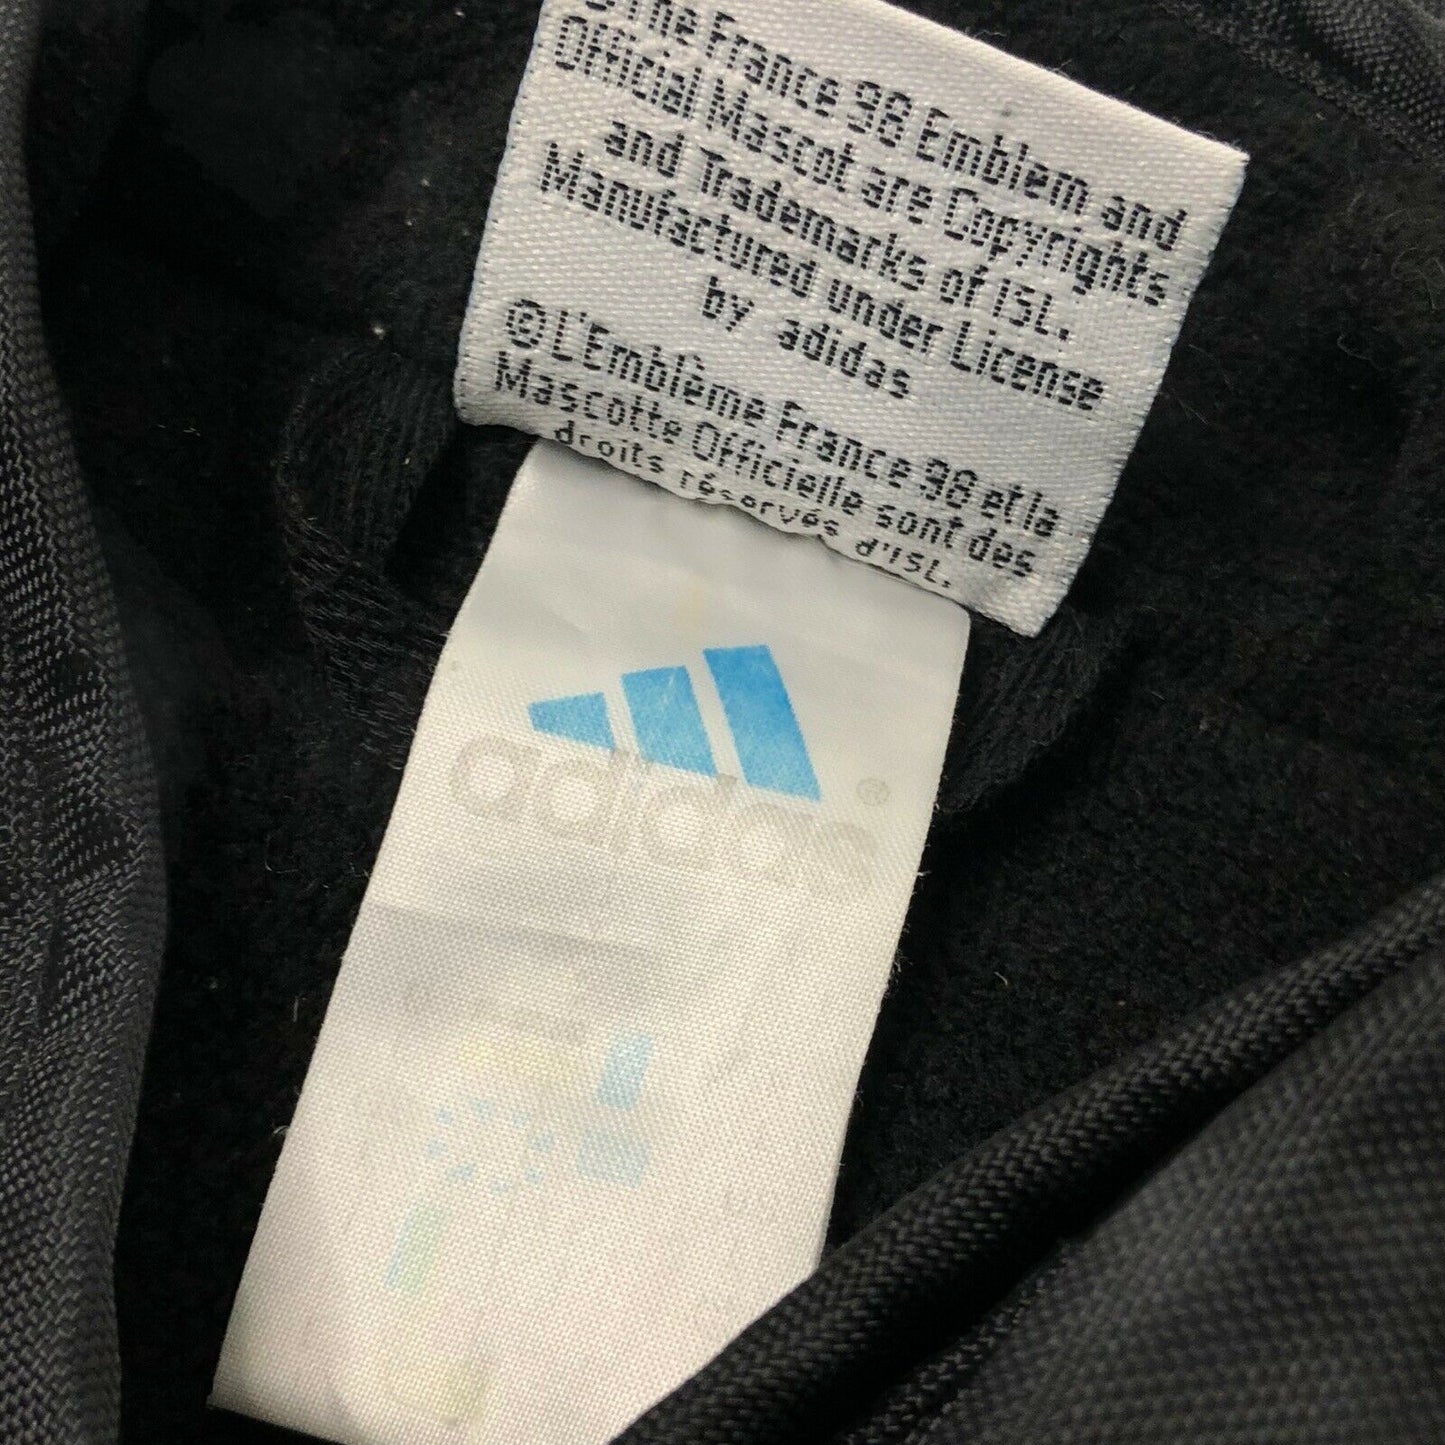 © The France 98 Emblem and
Official Mascot are Copyrights
and Trademarks of ISL.
Manufactured under License
by adidas
© L'Emblème France 98 et la
Mascotte Officielle sont des
droits réservés d'ISL.
adidas ®